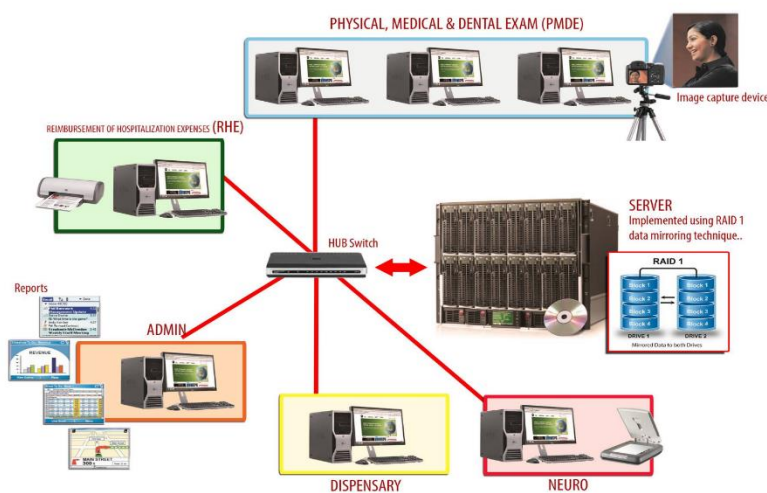 PHYSICAL, MEDICAL & DENTAL EXAM (PMDE)
Image capture device
REIMBURSEMENT OF HOSPITALIZATION EXPENSES (RHE)
HUB Switch
SERVER
Implemented using RAID 1
data mirroring technique..
RAID 1
Block 1
Block 1
Block 2
Block 2
Block 3
Block 3
Block 4
Block 4
DRIVE 1
DRIVE 2
Mirrored Data to both Drives
Reports
REVENUE
MAIN STREET
ADMIN
DISPENSARY
NEURO